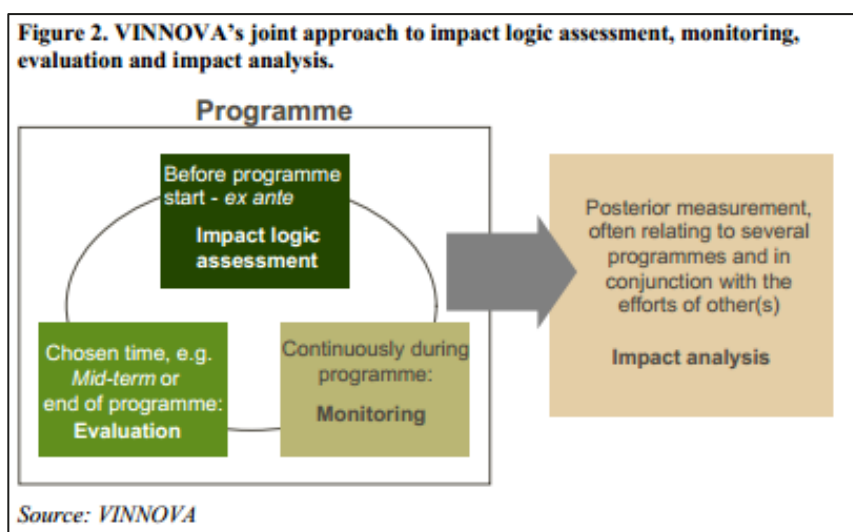 Figure 2. VINNOVA's joint approach to impact logic assessment, monitoring,
evaluation and impact analysis.
Programme
Before programme
start - ex ante
Impact logic
assessment
Chosen time, e.g.
Mid-term or
end of programme:
Evaluation
Continuously during
programme:
Monitoring
Posterior measurement,
often relating to several
programmes and in
conjunction with the
efforts of other(s)
Impact analysis
Source: VINNOVA